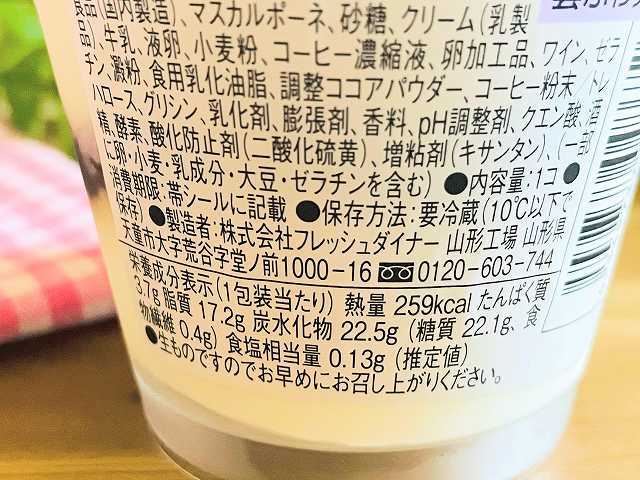 食品(国内製造)、マスカルポーネ、砂糖、クリーム(乳製
品)、牛乳、液卵、小麦粉、コーヒー濃縮液、卵加工品、ワイン、ゼラ
チン、澱粉、食用乳化油脂、調整ココアパウダー、コーヒー粉末/トレ
ハロース、グリシン、乳化剤、膨張剤、香料、pH調整剤、クエン酸、酒
精、酵素、酸化防止剤(二酸化硫黄)、増粘剤(キサンタン)、(一部
に卵・小麦・乳成分・大豆・ゼラチンを含む) ●内容量:1コ ●
消費期限:帯シールに記載 ●保存方法:要冷蔵(10℃以下で
保存) ●製造者:株式会社フレッシュダイナー 山形工場 山形県
天童市大字荒谷字堂ノ前1000-16 0120-603-744
栄養成分表示(1包装当たり) 熱量 259kcal たんぱく質
3.7g 脂質 17.2g 炭水化物 22.5g (糖質 22.1g、食
物繊維 0.4g) 食塩相当量 0.13g (推定値)
●生ものですのでお早めにお召し上がりください。